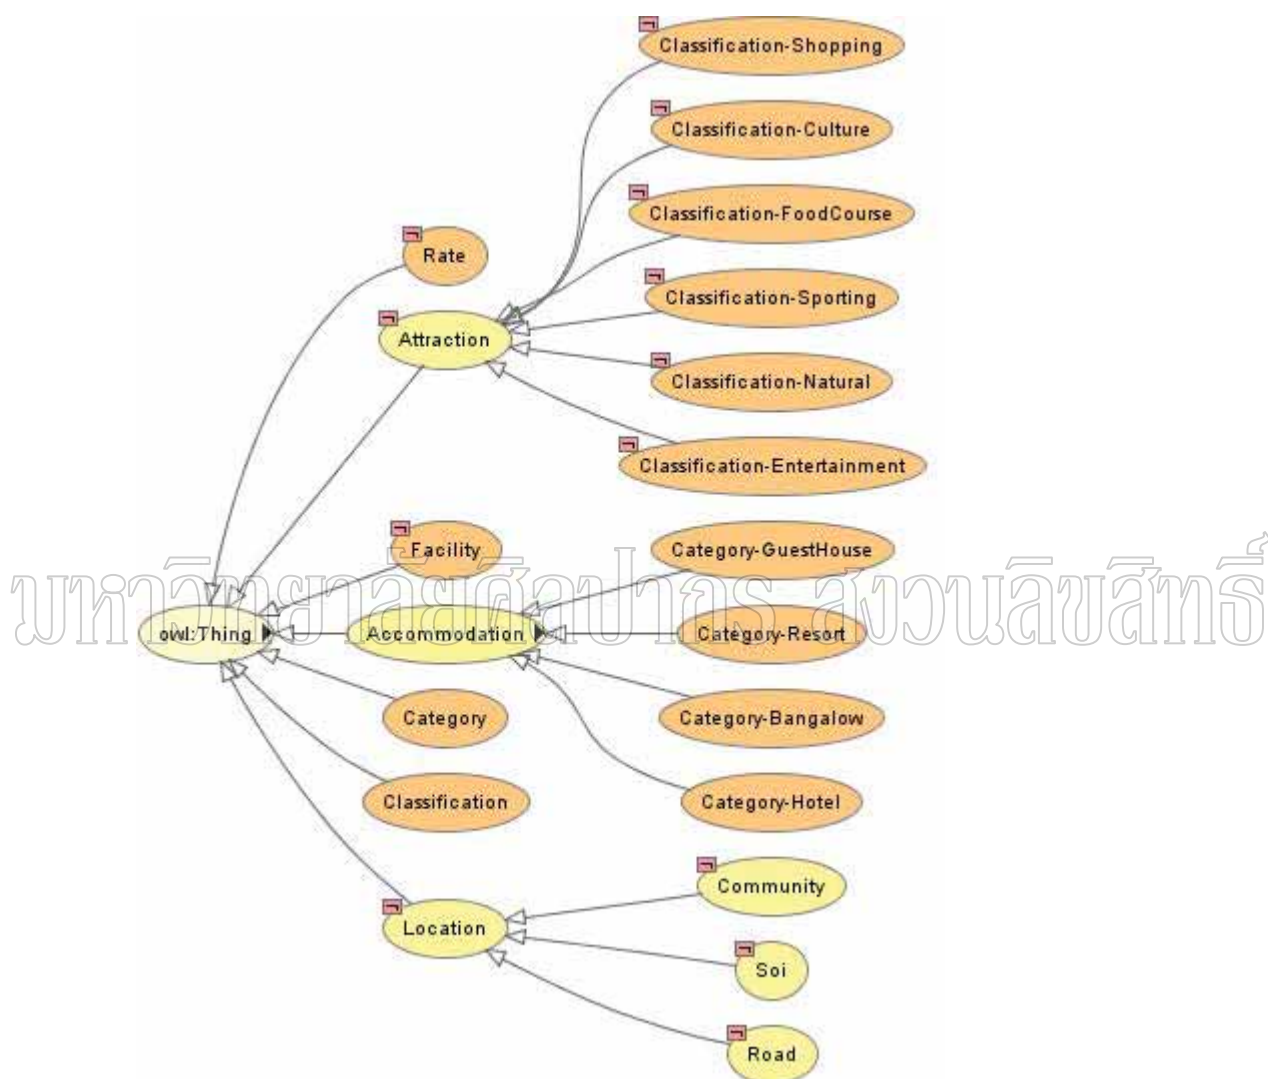 Classification-Shopping
Classification-Culture
Classification-FoodCourse
Rate
Classification-Sporting
Attraction
Classification-Natural
Classification-Entertainment
Facility
Category-GuestHouse
มหาวิทยาลัยศิลปากร สงวนลิขสิทธิ์
owl:Thing
Accommodation
Category-Resort
Category
Category-Bangalow
Classification
Category-Hotel
Community
Location
Soi
Road